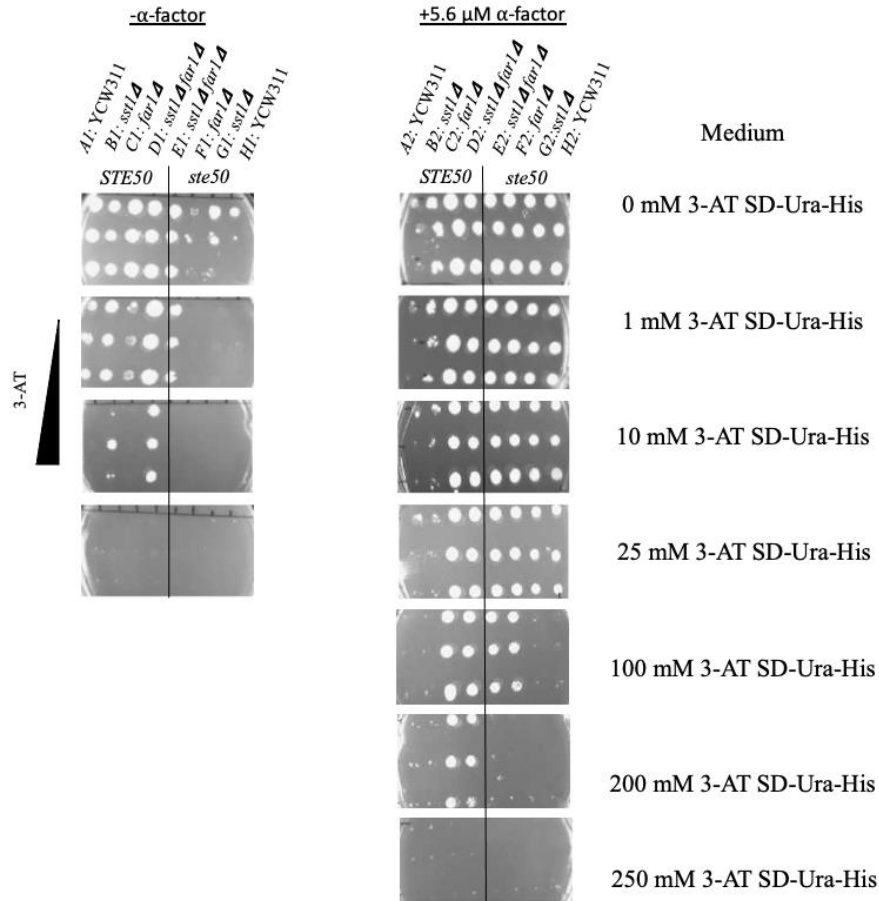 -α-factor
+5.6 µM α-factor
A1: YCW311
B1: sst1Δ
C1: far1Δ
D1: sst1Δfar1Δ
E1: sst1Δfar1Δ
F1: far1Δ
G1: sst1Δ
H1: YCW311
A2: YCW311
B2: sst1Δ
C2: far1Δ
D2: sst1Δfar1Δ
E2: sst1Δfar1Δ
F2: far1Δ
G2:sst1Δ
H2: YCW311
Medium
STE50
ste50
STE50
ste50
0 mM 3-AT SD-Ura-His
1 mM 3-AT SD-Ura-His
3-AT
10 mM 3-AT SD-Ura-His
25 mM 3-AT SD-Ura-His
100 mM 3-AT SD-Ura-His
200 mM 3-AT SD-Ura-His
250 mM 3-AT SD-Ura-His